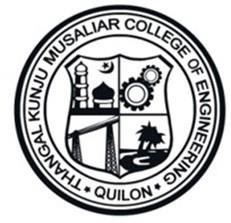 THANGAL KUNJU MUSALIAR COLLEGE OF ENGINEERING
QUILON